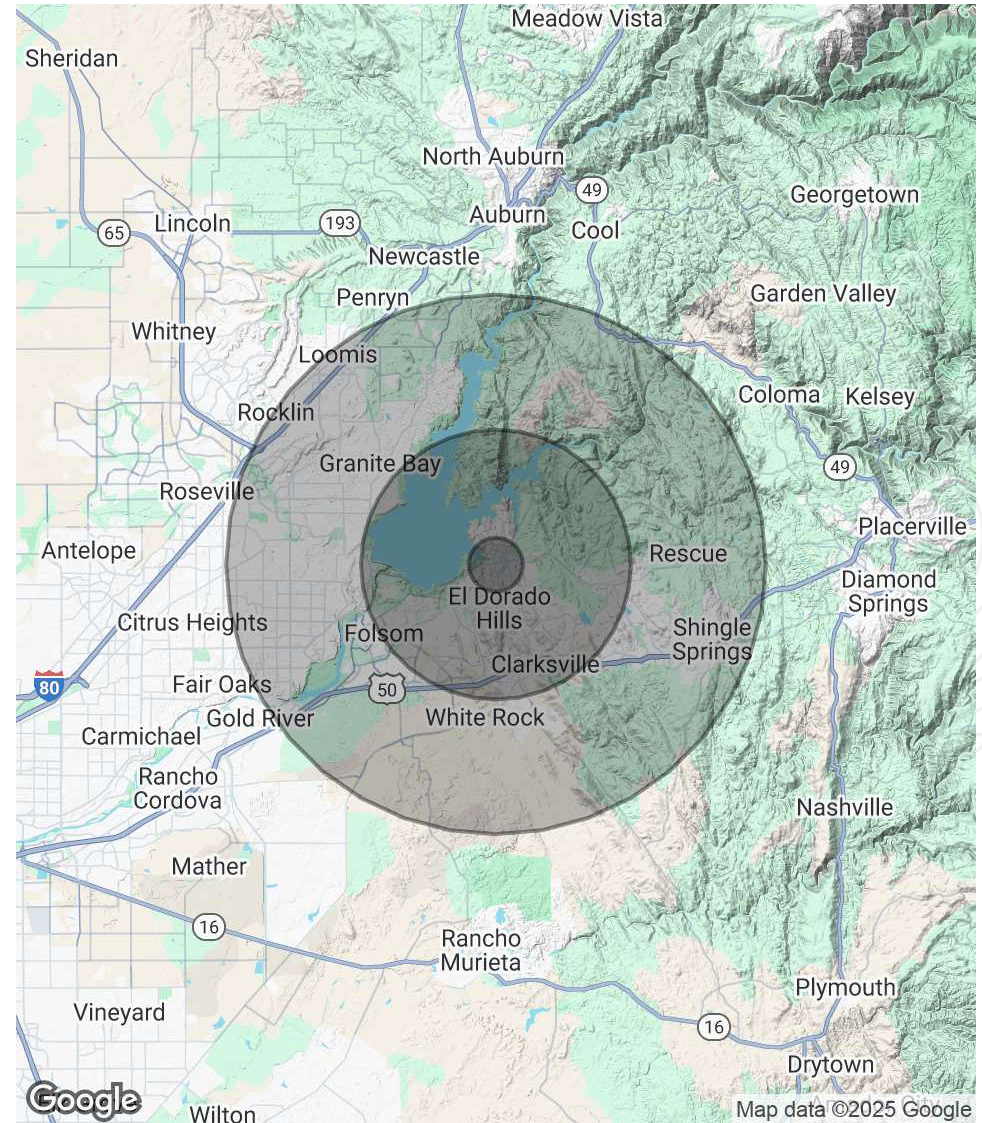 Meadow Vista
Sheridan
North Auburn
49
Georgetown
Auburn
Lincoln
193
65
Cool
Newcastle
Penryn
Garden Valley
Whitney
Loomis
Coloma
Kelsey
Rocklin
Granite Bay
49
Roseville
Placerville
Antelope
Rescue
Diamond
Springs
El Dorado
Hills
Citrus Heights
Folsom
Shingle
Springs
Clarksville
80
Fair Oaks
50
Gold River
White Rock
Carmichael
Rancho
Cordova
Nashville
Mather
16
Rancho
Murieta
Plymouth
Vineyard
16
Drytown
Google
Wilton
Map data ©2025 Google